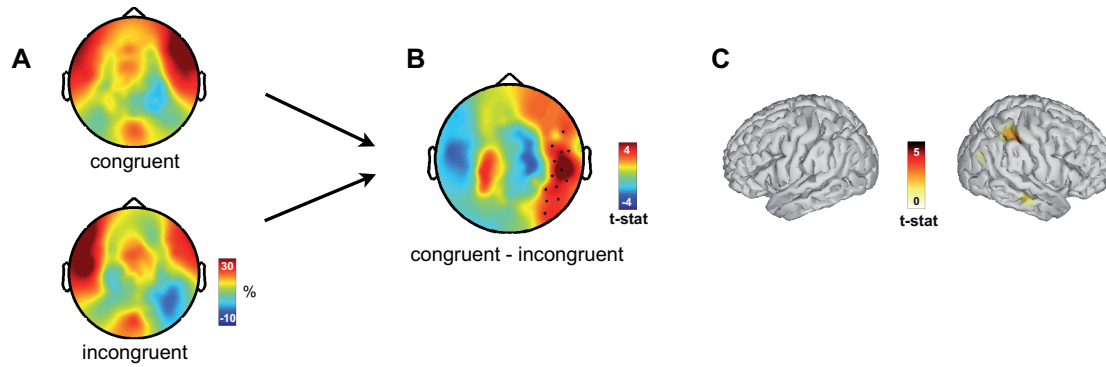 A
congruent
incongruent
30
-10
%
B
4
-4
t-stat
congruent - incongruent
C
5
0
t-stat